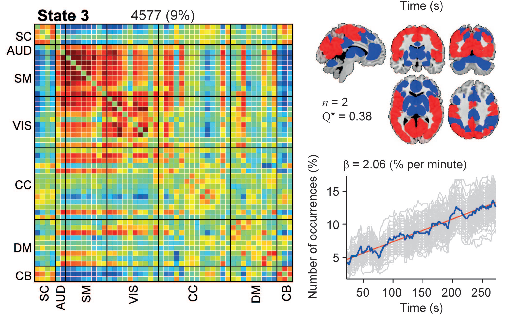 Time (s)
State 3 4577 (9%)
SC
AUD
SM
VIS
CC
DM
CB
SC AUD SM VIS CC DM CB
n = 2
Q* = 0.38
β = 2.06 (% per minute)
Number of occurrences (%)
15
10
5
50 100 150 200 250
Time (s)